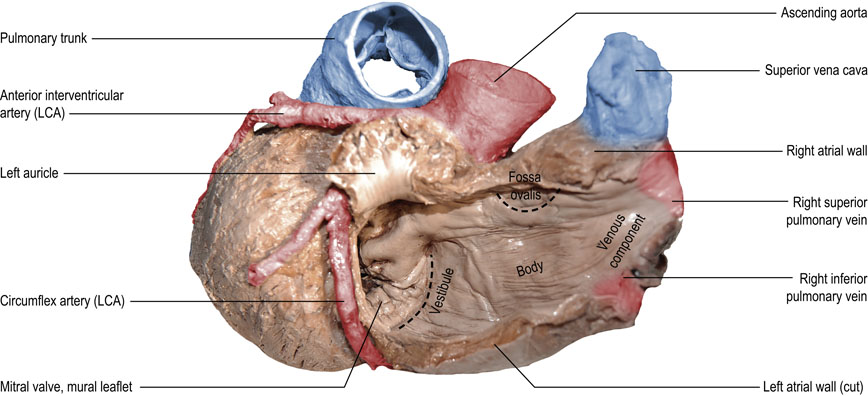 Pulmonary trunk
Anterior interventricular
artery (LCA)
Left auricle
Circumflex artery (LCA)
Mitral valve, mural leaflet
Fossa
ovalis
Venous
component
Body
Vestibule
Ascending aorta
Superior vena cava
Right atrial wall
Right superior
pulmonary vein
Right inferior
pulmonary vein
Left atrial wall (cut)